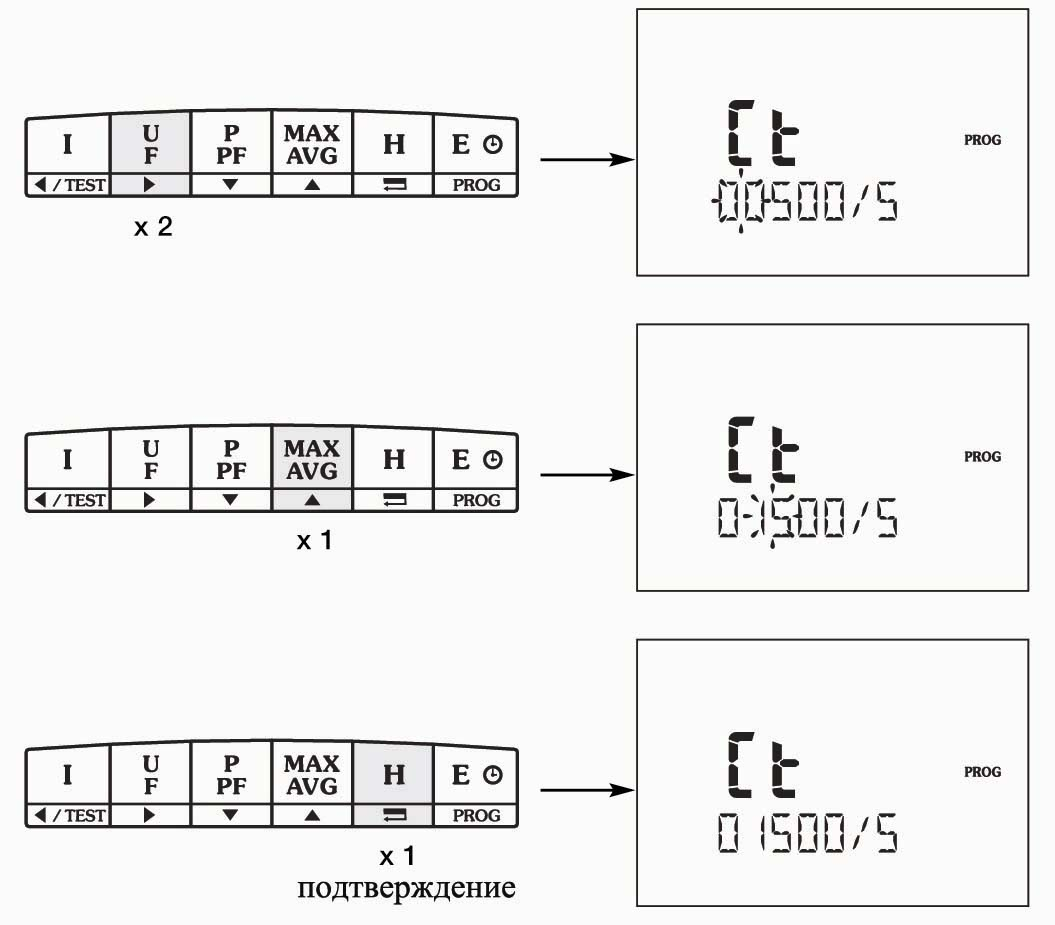 I U F P PF MAX AVG H E
/ TEST PROG
x 2
Ct
PROG
00500/5
I U F P PF MAX AVG H E
/ TEST PROG
x 1
Ct
PROG
01500/5
I U F P PF MAX AVG H E
/ TEST PROG
x 1
подтверждение
Ct
PROG
01500/5